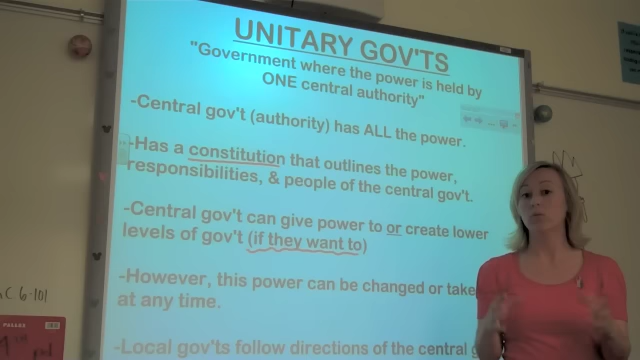 UNITARY GOV'TS
"Government where the power is held by
ONE central authority"
-Central gov't (authority) has ALL the power.
-Has a constitution that outlines the power,
responsibilities, & people of the central gov't.
-Central gov't can give power to or create lower
levels of gov't (if they want to)
-However, this power can be changed or take
at any time.
-Local gov'ts follow directions of the central
C 6-101